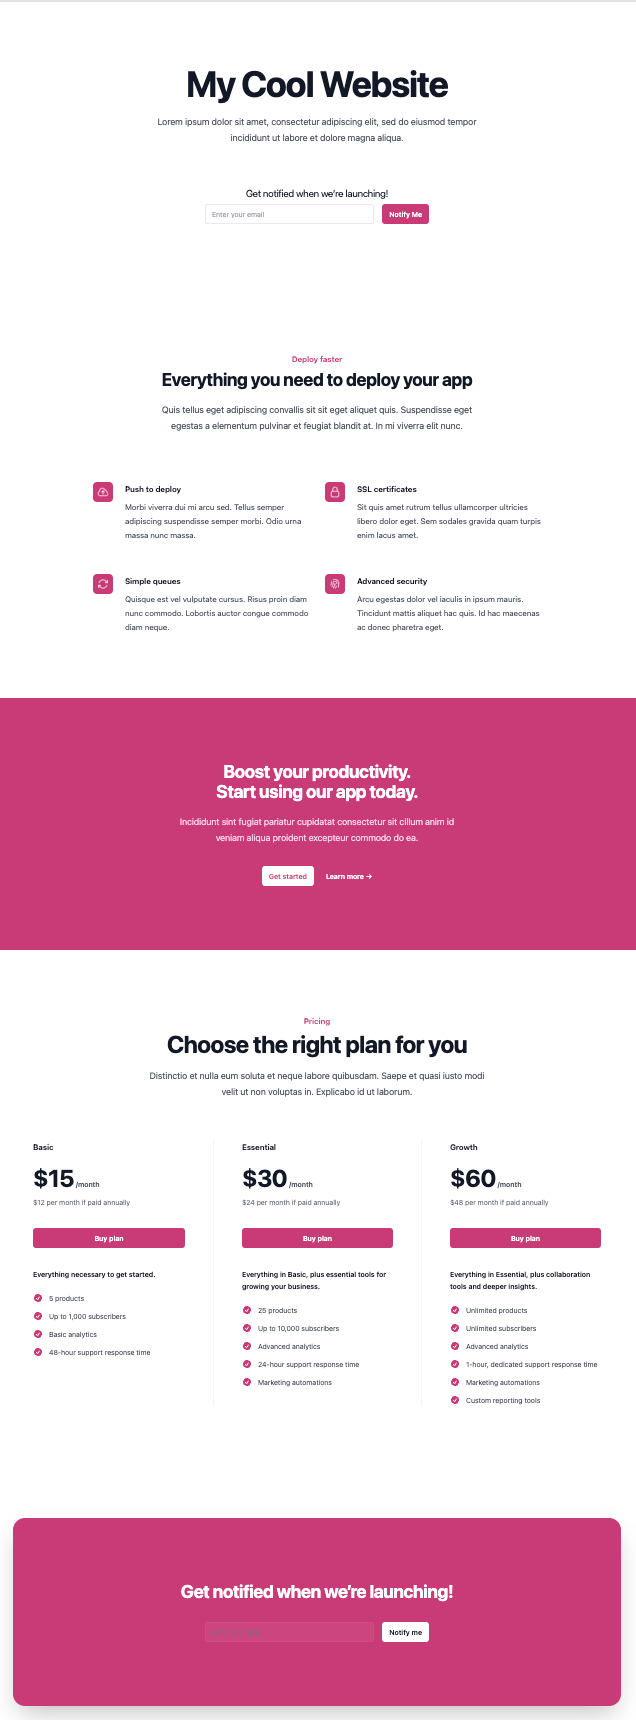 My Cool Website
Lorem ipsum dolor sit amet, consectetur adipiscing elit, sed do eiusmod tempor
incididunt ut labore et dolore magna aliqua.
Get notified when we're launching!
Enter your email
Notify Me
Deploy faster
Everything you need to deploy your app
Quis tellus eget adipiscing convallis sit sit eget aliquet quis. Suspendisse eget
egestas a elementum pulvinar et feugiat blandit at. In mi viverra elit nunc.
Push to deploy
Morbi viverra dui mi arcu sed. Tellus semper
adipiscing suspendisse semper morbi. Odio urna
massa nunc massa.
SSL certificates
Sit quis amet rutrum tellus ullamcorper ultricies
libero dolor eget. Sem sodales gravida quam turpis
enim lacus amet.
Simple queues
Quisque est vel vulputate cursus. Risus proin diam
nunc commodo. Lobortis auctor congue commodo
diam neque.
Advanced security
Arcu egestas dolor vel iaculis in ipsum mauris.
Tincidunt mattis aliquet hac quis. Id hac maecenas
ac donec pharetra eget.
Boost your productivity.
Start using our app today.
Incididunt sint fugiat pariatur cupidatat consectetur sit cillum anim id
veniam aliqua proident excepteur commodo do ea.
Get started
Learn more →
Pricing
Choose the right plan for you
Distinctio et nulla eum soluta et neque labore quibusdam. Saepe et quasi iusto modi
velit ut non voluptas in. Explicabo id ut laborum.
Basic
$15 /month
$12 per month if paid annually
Buy plan
Everything necessary to get started.
5 products
Up to 1,000 subscribers
Basic analytics
48-hour support response time
Essential
$30 /month
$24 per month if paid annually
Buy plan
Everything in Basic, plus essential tools for
growing your business.
25 products
Up to 10,000 subscribers
Advanced analytics
24-hour support response time
Marketing automations
Growth
$60 /month
$48 per month if paid annually
Buy plan
Everything in Essential, plus collaboration
tools and deeper insights.
Unlimited products
Unlimited subscribers
Advanced analytics
1-hour, dedicated support response time
Marketing automations
Custom reporting tools
Get notified when we're launching!
Notify me